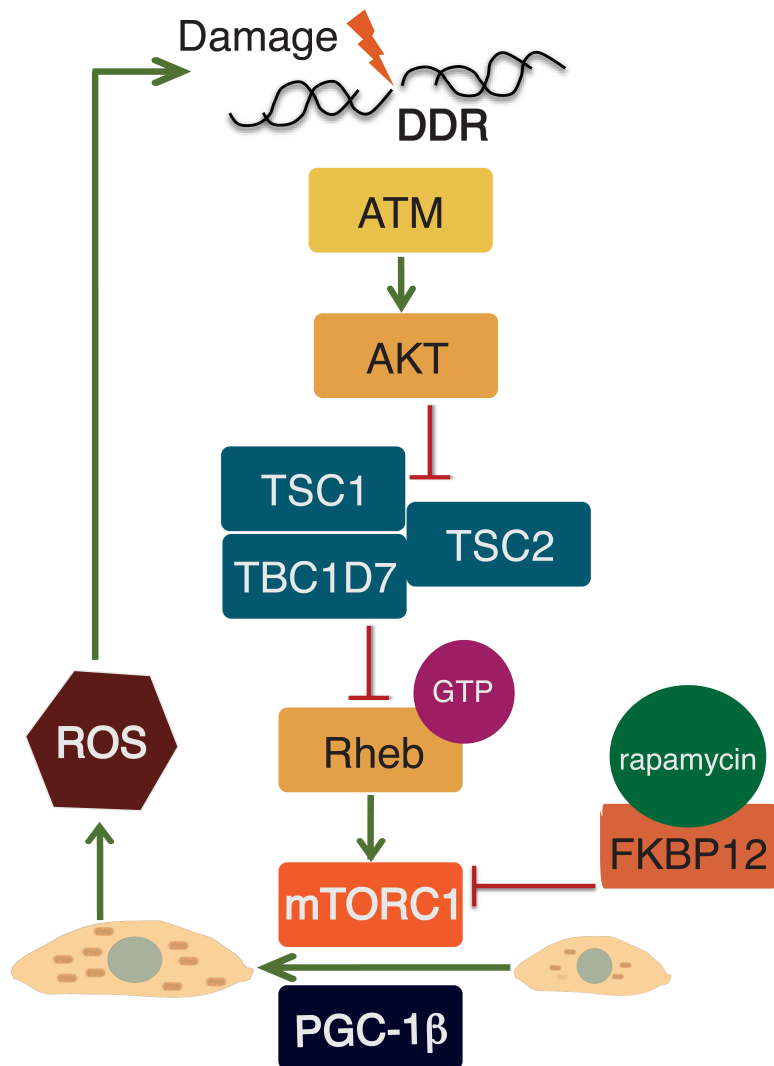 Damage
DDR
ATM
AKT
TSC1
TSC2
TBC1D7
GTP
Rheb
ROS
rapamycin
FKBP12
mTORC1
PGC-1β